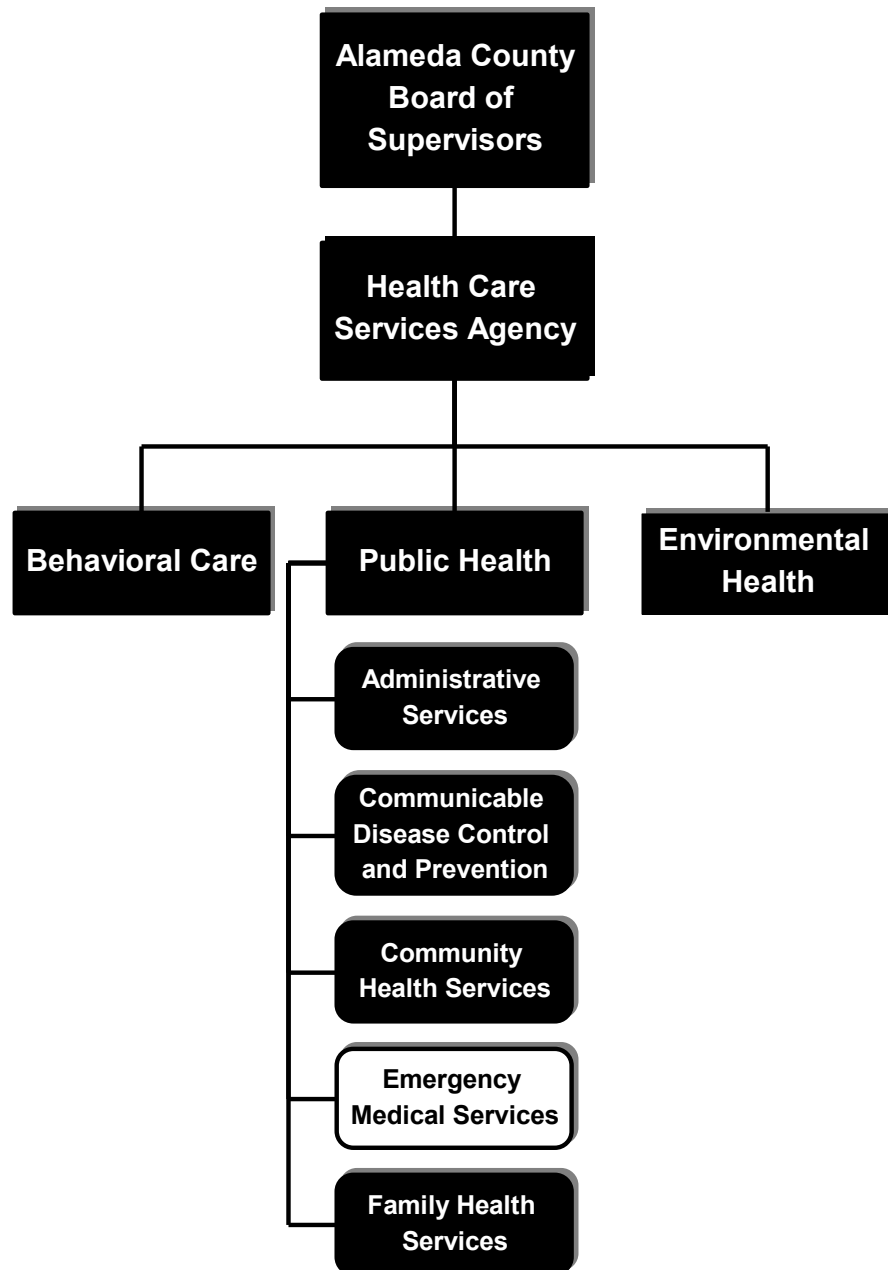 Alameda County
Board of
Supervisors
Health Care
Services Agency
Behavioral Care
Public Health
Environmental
Health
Administrative
Services
Communicable
Disease Control
and Prevention
Community
Health Services
Emergency
Medical Services
Family Health
Services